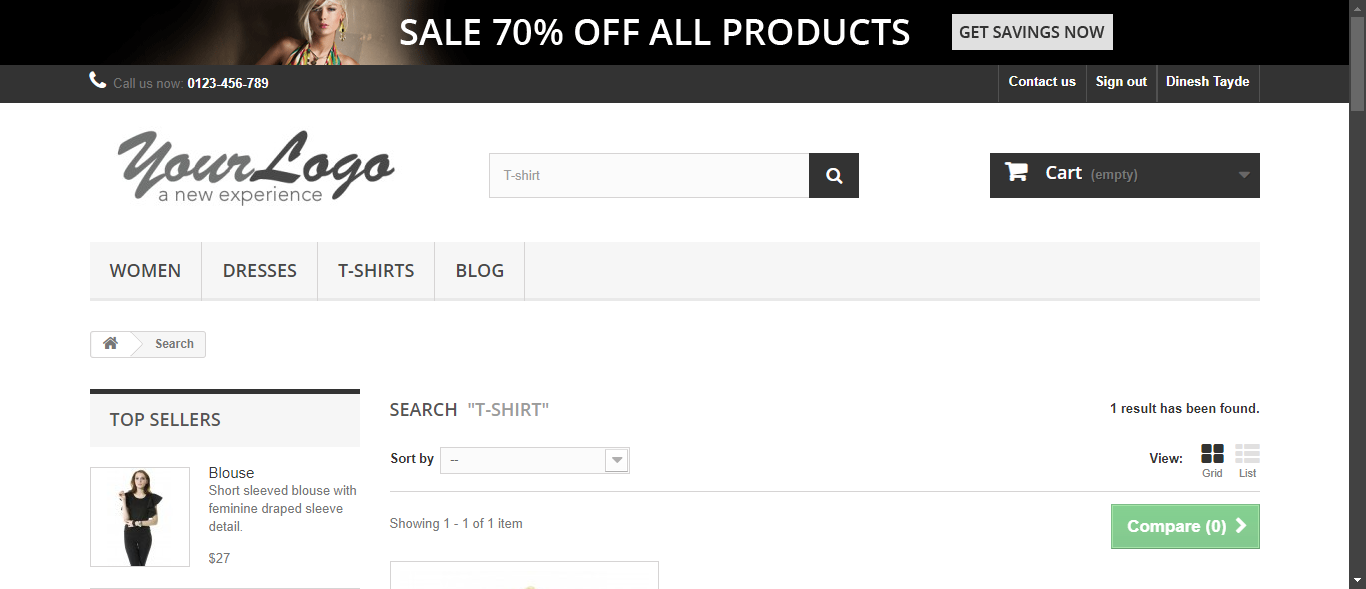 SALE 70% OFF ALL PRODUCTS GET SAVINGS NOW
Call us now: 0123-456-789 Contact us Sign out Dinesh Tayde
YourLogo
a new experience
T-shirt
Cart (empty)
WOMEN DRESSES T-SHIRTS BLOG
Search
TOP SELLERS
Blouse
Short sleeved blouse with
feminine draped sleeve
detail.
$27
SEARCH "T-SHIRT" 1 result has been found.
Sort by -- View: Grid List
Showing 1 - 1 of 1 item Compare (0)